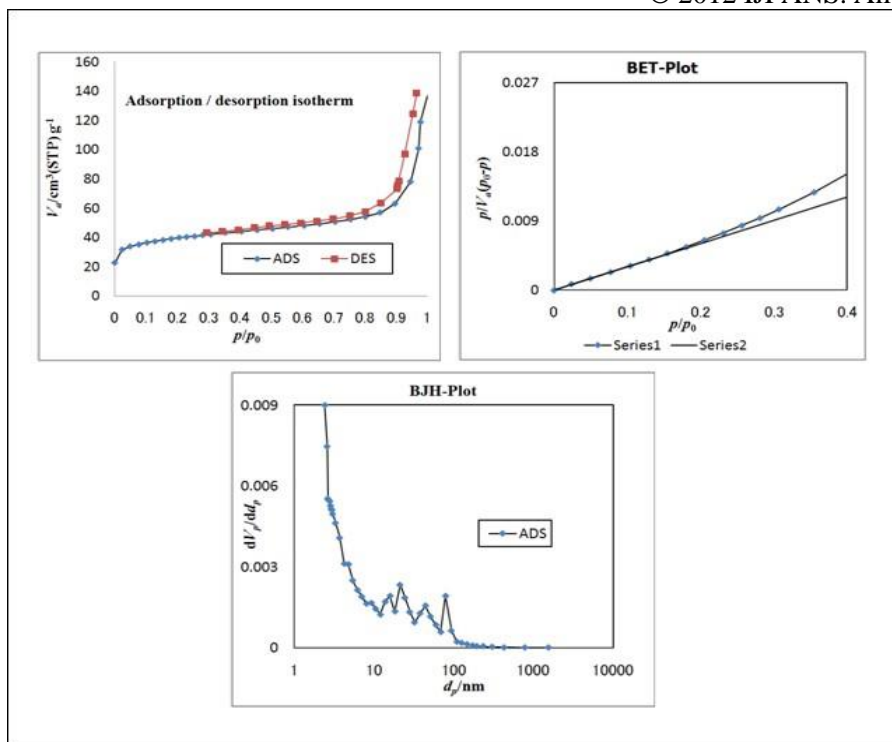 Adsorption / desorption isotherm
Va/cm³(STP) g⁻¹
160
140
120
100
80
60
40
20
0
0 0.1 0.2 0.3 0.4 0.5 0.6 0.7 0.8 0.9 1
p/p₀
ADS DES
BET-Plot
p/Va(p₀-p)
0.027
0.018
0.009
0
0 0.1 0.2 0.3 0.4
p/p₀
Series1 Series2
BJH-Plot
dVp/ddp
0.009
0.006
0.003
0
1 10 100 1000 10000
dp/nm
ADS